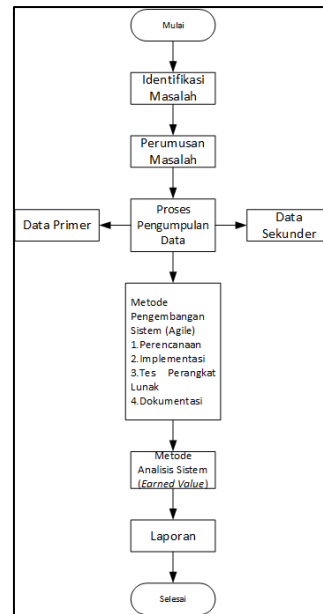 Mulai
Identifikasi
Masalah
Perumusan
Masalah
Data Primer
Proses
Pengumpulan
Data
Data
Sekunder
Metode
Pengembangan
Sistem (Agile)
1.Perencanaan
2.Implementasi
3.Tes Perangkat
Lunak
4.Dokumentasi
Metode
Analisis Sistem
(Earned Value)
Laporan
Selesai